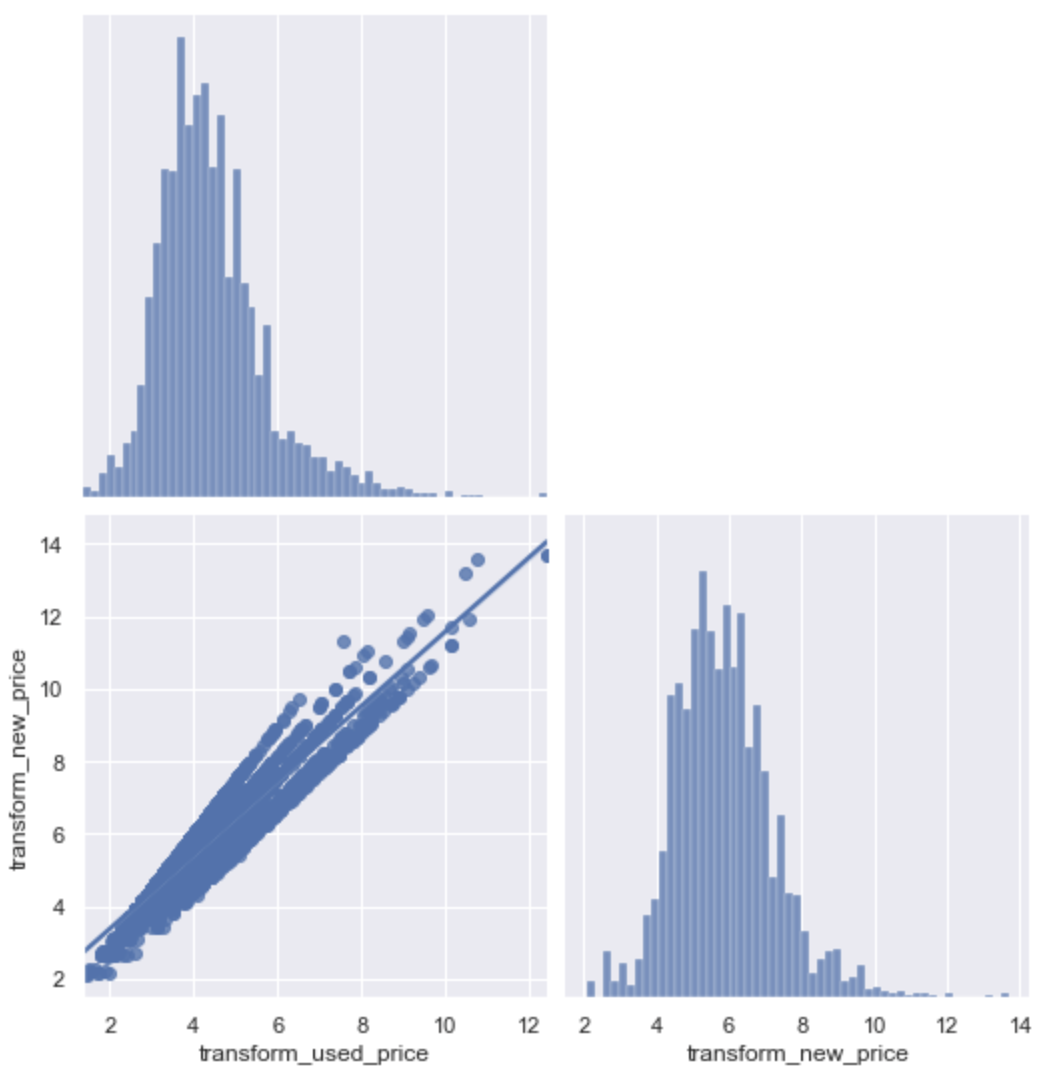 14
12
10
8
6
4
2
transform_new_price
2 4 6 8 10 12
transform_used_price
2 4 6 8 10 12 14
transform_new_price